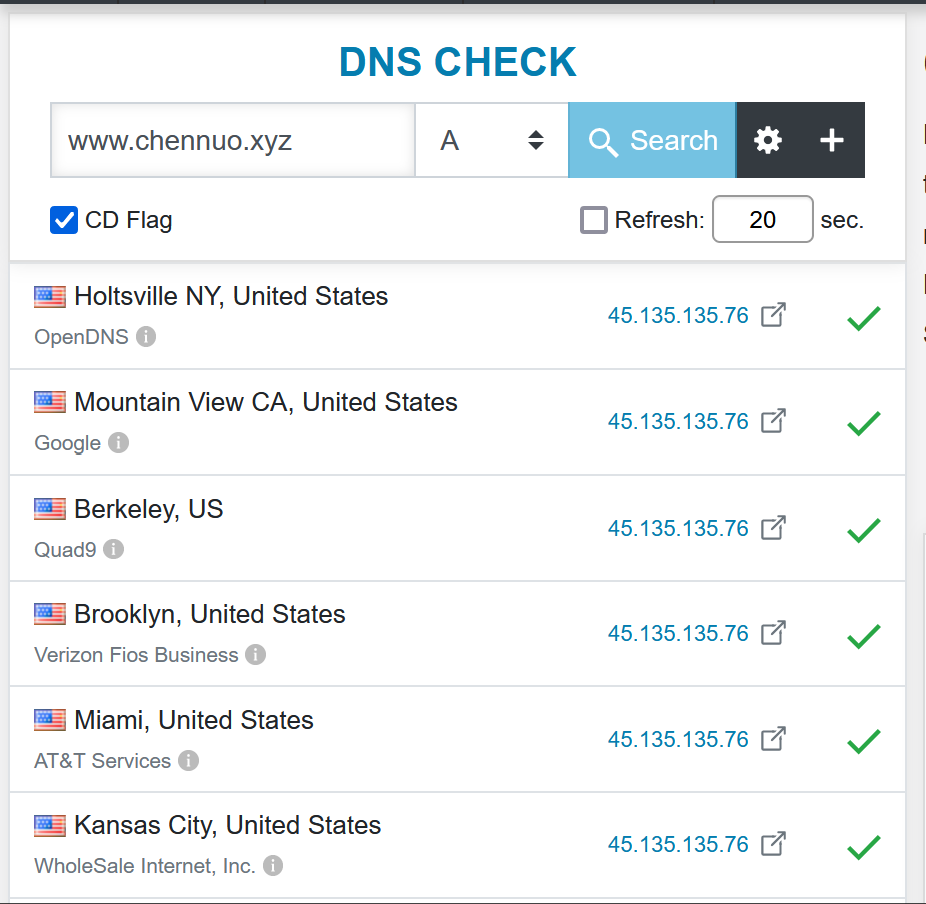 DNS CHECK
www.chennuo.xyz A Search
CD Flag Refresh: 20 sec.
Holtsville NY, United States
OpenDNS
45.135.135.76
Mountain View CA, United States
Google
45.135.135.76
Berkeley, US
Quad9
45.135.135.76
Brooklyn, United States
Verizon Fios Business
45.135.135.76
Miami, United States
AT&T Services
45.135.135.76
Kansas City, United States
WholeSale Internet, Inc.
45.135.135.76